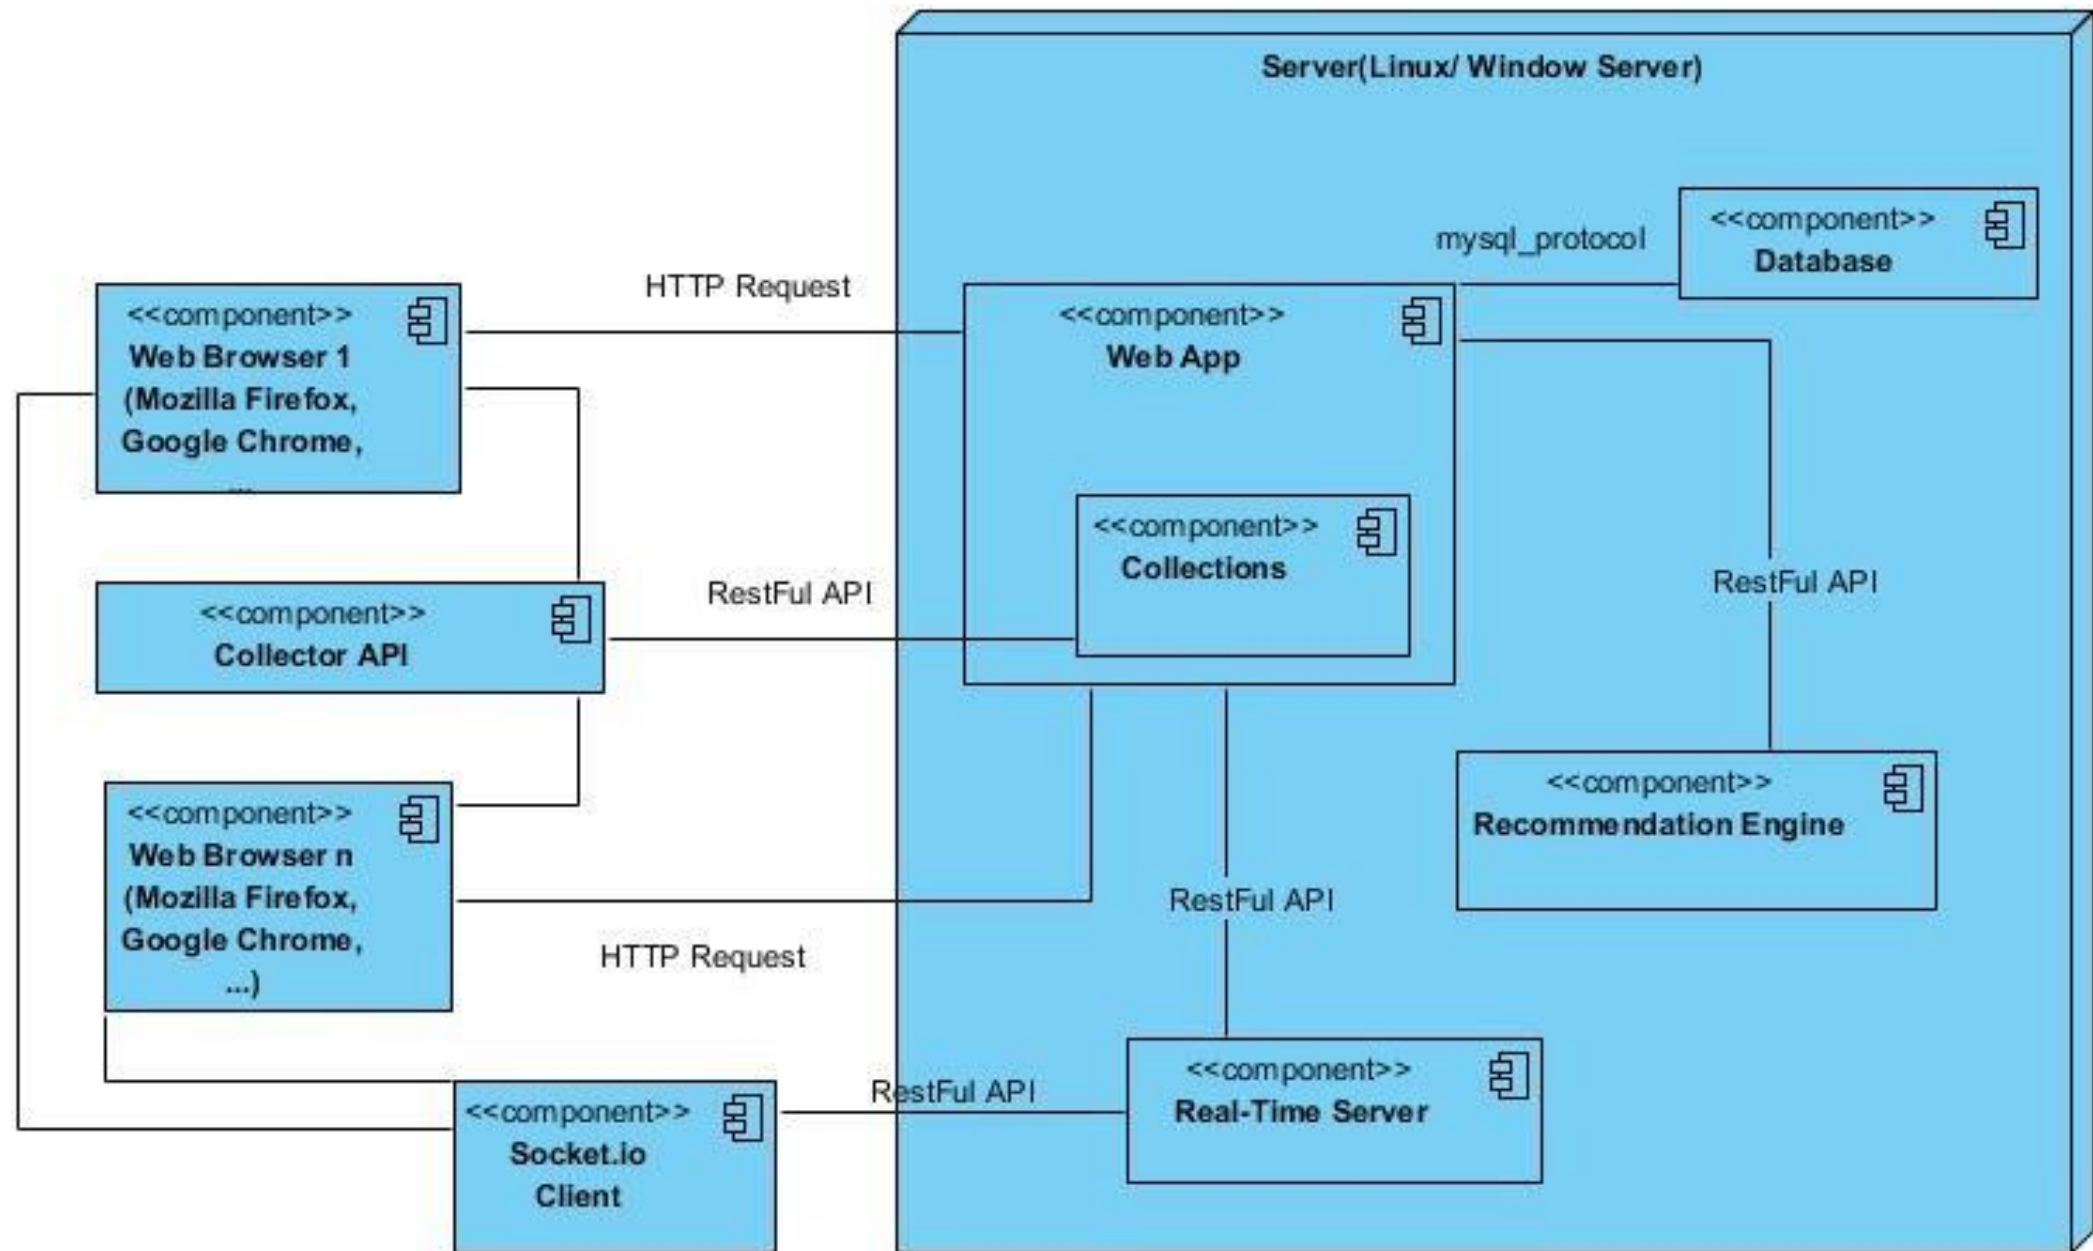 Server(Linux/ Window Server)
<<component>>
Database
mysql_protocol
HTTP Request
<<component>>
Web Browser 1
(Mozilla Firefox,
Google Chrome,
...
<<component>>
Web App
<<component>>
Collections
RestFul API
RestFul API
<<component>>
Collector API
<<component>>
Web Browser n
(Mozilla Firefox,
Google Chrome,
...)
<<component>>
Recommendation Engine
RestFul API
HTTP Request
RestFul API
<<component>>
Real-Time Server
<<component>>
Socket.io
Client